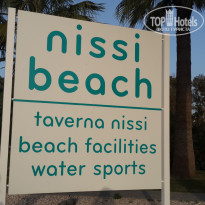 nissi
beach
taverna nissi
beach facilities
water sports
TOPHOTELS